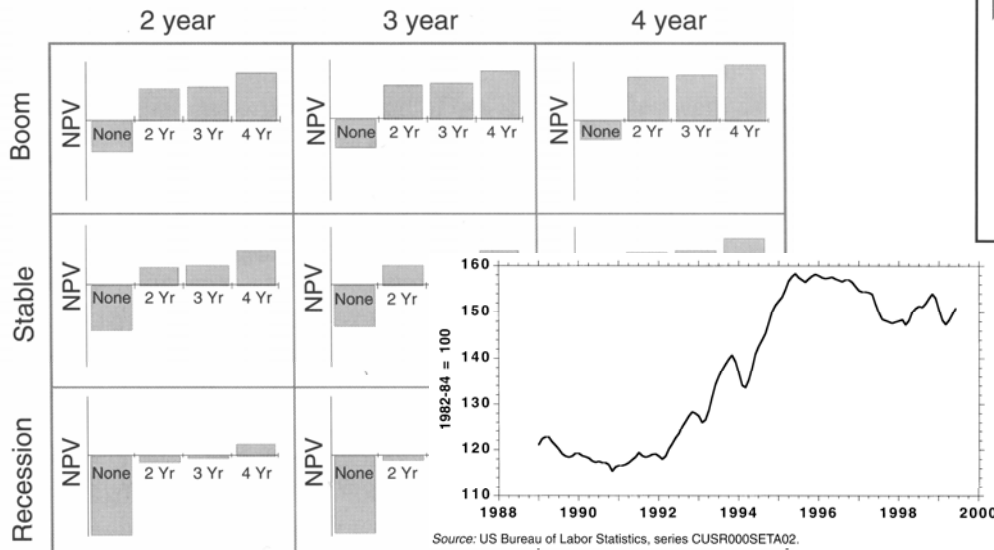 2 year 3 year 4 year
Boom
NPV None 2 Yr 3 Yr 4 Yr
NPV None 2 Yr 3 Yr 4 Yr
NPV None 2 Yr 3 Yr 4 Yr
Stable
NPV None 2 Yr 3 Yr 4 Yr
NPV None 2 Yr
Recession
NPV None 2 Yr 3 Yr 4 Yr
NPV None 2 Yr
1982-84 = 100
160
150
140
130
120
110
1988 1990 1992 1994 1996 1998 2000
Source: US Bureau of Labor Statistics, series CUSR000SETA02.